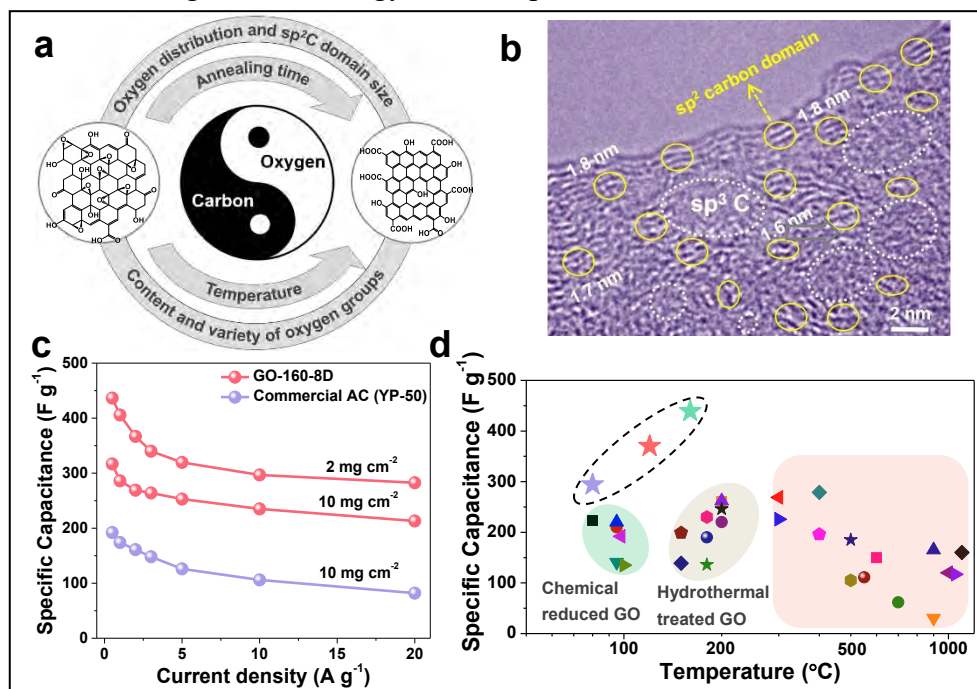 a
Oxygen distribution and sp²C domain size
Annealing time
Oxygen
Carbon
Temperature
Content and variety of oxygen groups
b
sp² carbon domain
1.8 nm
1.8 nm
sp³ C
1.6 nm
1.7 nm
2 nm
c
Specific Capacitance (F g⁻¹)
500
400
300
200
100
0
GO-160-8D
Commercial AC (YP-50)
2 mg cm⁻²
10 mg cm⁻²
10 mg cm⁻²
0 5 10 15 20
Current density (A g⁻¹)
d
Specific Capacitance (F g⁻¹)
500
400
300
200
100
0
Chemical
reduced GO
Hydrothermal
treated GO
100 500 1000
Temperature (°C)